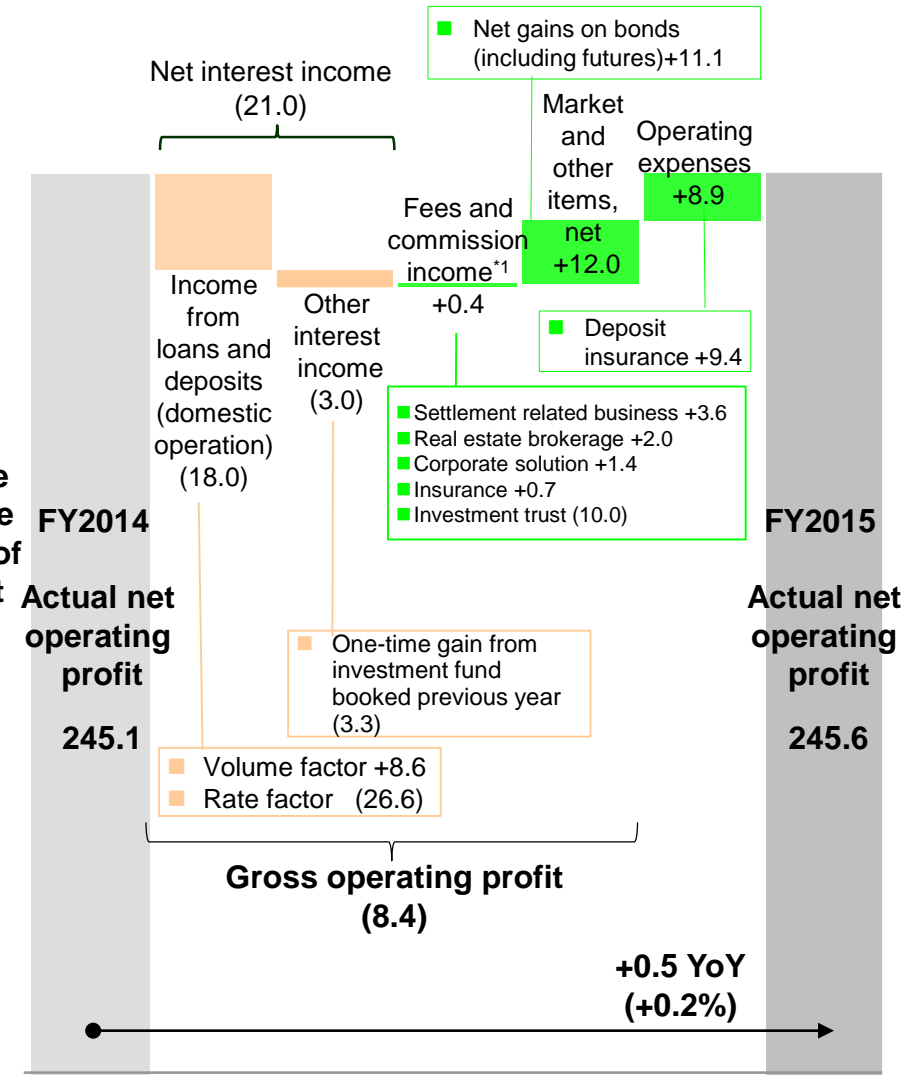 Net gains on bonds
(including futures)+11.1
Net interest income
(21.0)
Market
and
other
items,
net
+12.0
Operating
expenses
+8.9
Fees and
commission
income*1
+0.4
Income
from
loans and
deposits
(domestic
operation)
(18.0)
Other
interest
income
(3.0)
Deposit
insurance +9.4
Settlement related business +3.6
Real estate brokerage +2.0
Corporate solution +1.4
Insurance +0.7
Investment trust (10.0)
e
e
of
t
FY2014
Actual net
operating
profit
245.1
FY2015
Actual net
operating
profit
245.6
One-time gain from
investment fund
booked previous year
(3.3)
Volume factor +8.6
Rate factor (26.6)
Gross operating profit
(8.4)
+0.5 YoY
(+0.2%)